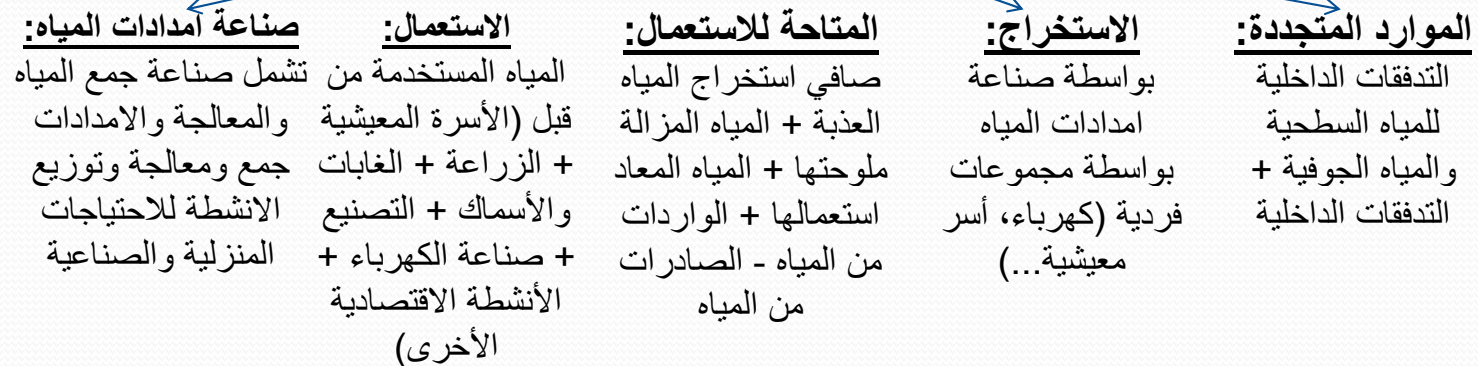 الموارد المتجددة:
التدفقات الداخلية
للمياه السطحية
والمياه الجوفية +
التدفقات الداخلية
الاستخراج:
بواسطة صناعة
امدادات المياه
بواسطة مجموعات
فردية (كهرباء، أسر
معيشية...)
المتاحة للاستعمال:
صافي استخراج المياه
العذبة + المياه المزالة
ملوحتها + المياه المعاد
استعمالها + الواردات
من المياه - الصادرات
من المياه
الاستعمال:
المياه المستخدمة من
قبل (الأسرة المعيشية
+ الزراعة + الغابات
والأسماك + التصنيع
+ صناعة الكهرباء +
الأنشطة الاقتصادية
الأخرى)
صناعة امدادات المياه:
تشمل صناعة جمع المياه
والمعالجة والامدادات
جمع ومعالجة وتوزيع
الانشطة للاحتياجات
المنزلية والصناعية